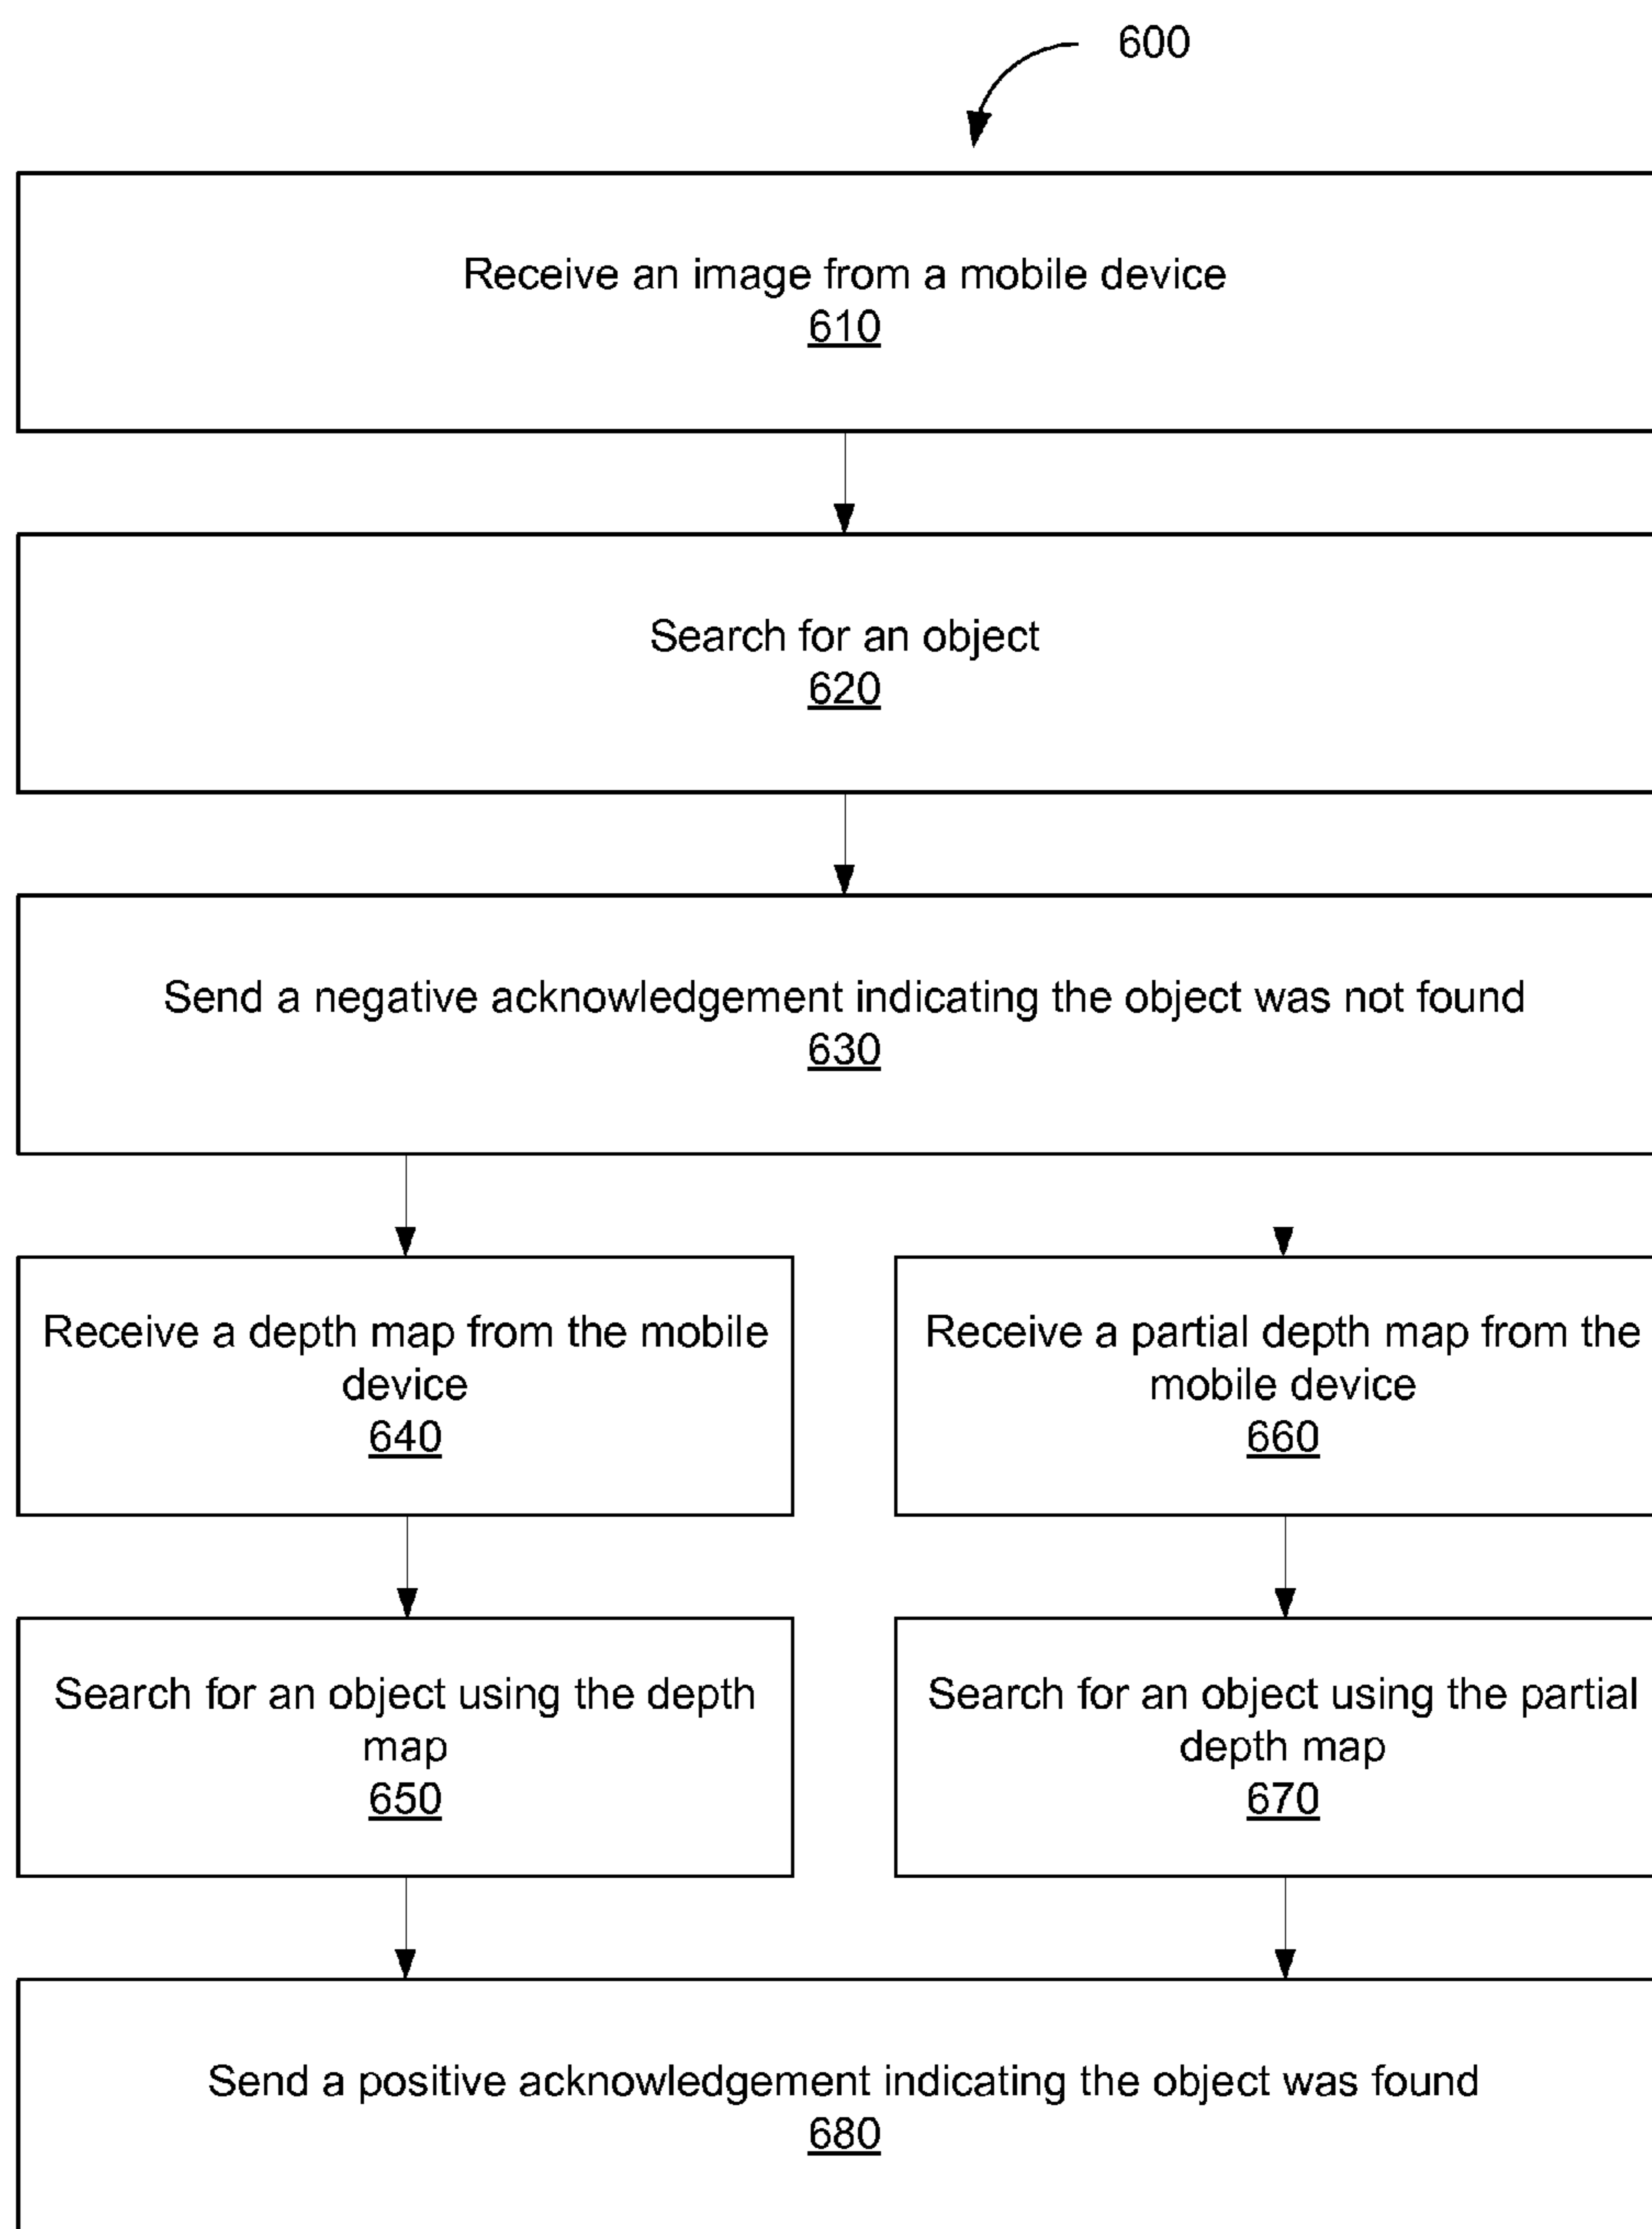 600
Receive an image from a mobile device
610
Search for an object
620
Send a negative acknowledgement indicating the object was not found
630
Receive a depth map from the mobile
device
640
Receive a partial depth map from the
mobile device
660
Search for an object using the depth
map
650
Search for an object using the partial
depth map
670
Send a positive acknowledgement indicating the object was found
680